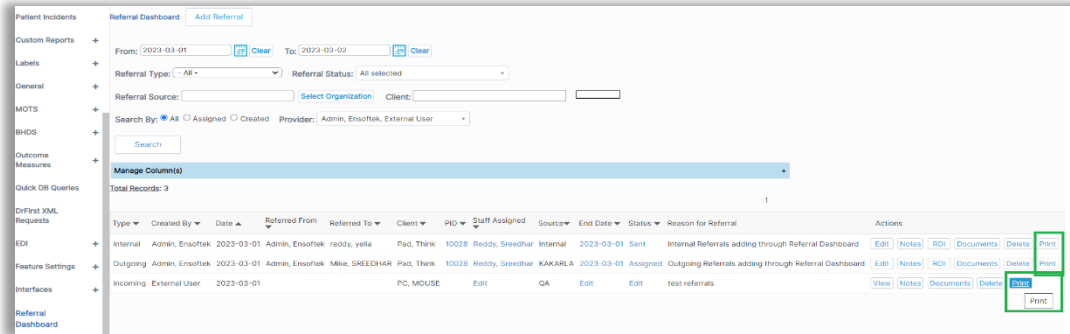 Patient Incidents
Custom Reports +
Labels +
General +
MOTS +
BHDS +
Outcome
Measures +
Quick DB Queries
DrFirst XML
Requests
EDI +
Feature Settings +
Interfaces +
Referral
Dashboard
Referral Dashboard Add Referral
From: 2023-03-01 Clear To: 2023-03-02 Clear
Referral Type: - All - Referral Status: All selected
Referral Source: Select Organization Client:
Search By: All Assigned Created Provider: Admin, Ensoftek, External User
Search
Manage Column(s) +
Total Records: 3
1
Type Created By Date Referred From Referred To Client PID Staff Assigned Source End Date Status Reason for Referral Actions
Internal Admin, Ensoftek 2023-03-01 Admin, Ensoftek reddy, yella Pad, Think 10028 Reddy, Sreedhar Internal 2023-03-01 Sent Internal Referrals adding through Referral Dashboard Edit Notes ROI Documents Delete Print
Outgoing Admin, Ensoftek 2023-03-01 Admin, Ensoftek Mike, SREEDHAR Pad, Think 10028 Reddy, Sreedhar KAKARLA 2023-03-01 Assigned Outgoing Referrals adding through Referral Dashboard Edit Notes ROI Documents Delete Print
Incoming External User 2023-03-01 PC, MOUSE Edit QA Edit Edit test referrals View Notes Documents Delete Print
Print